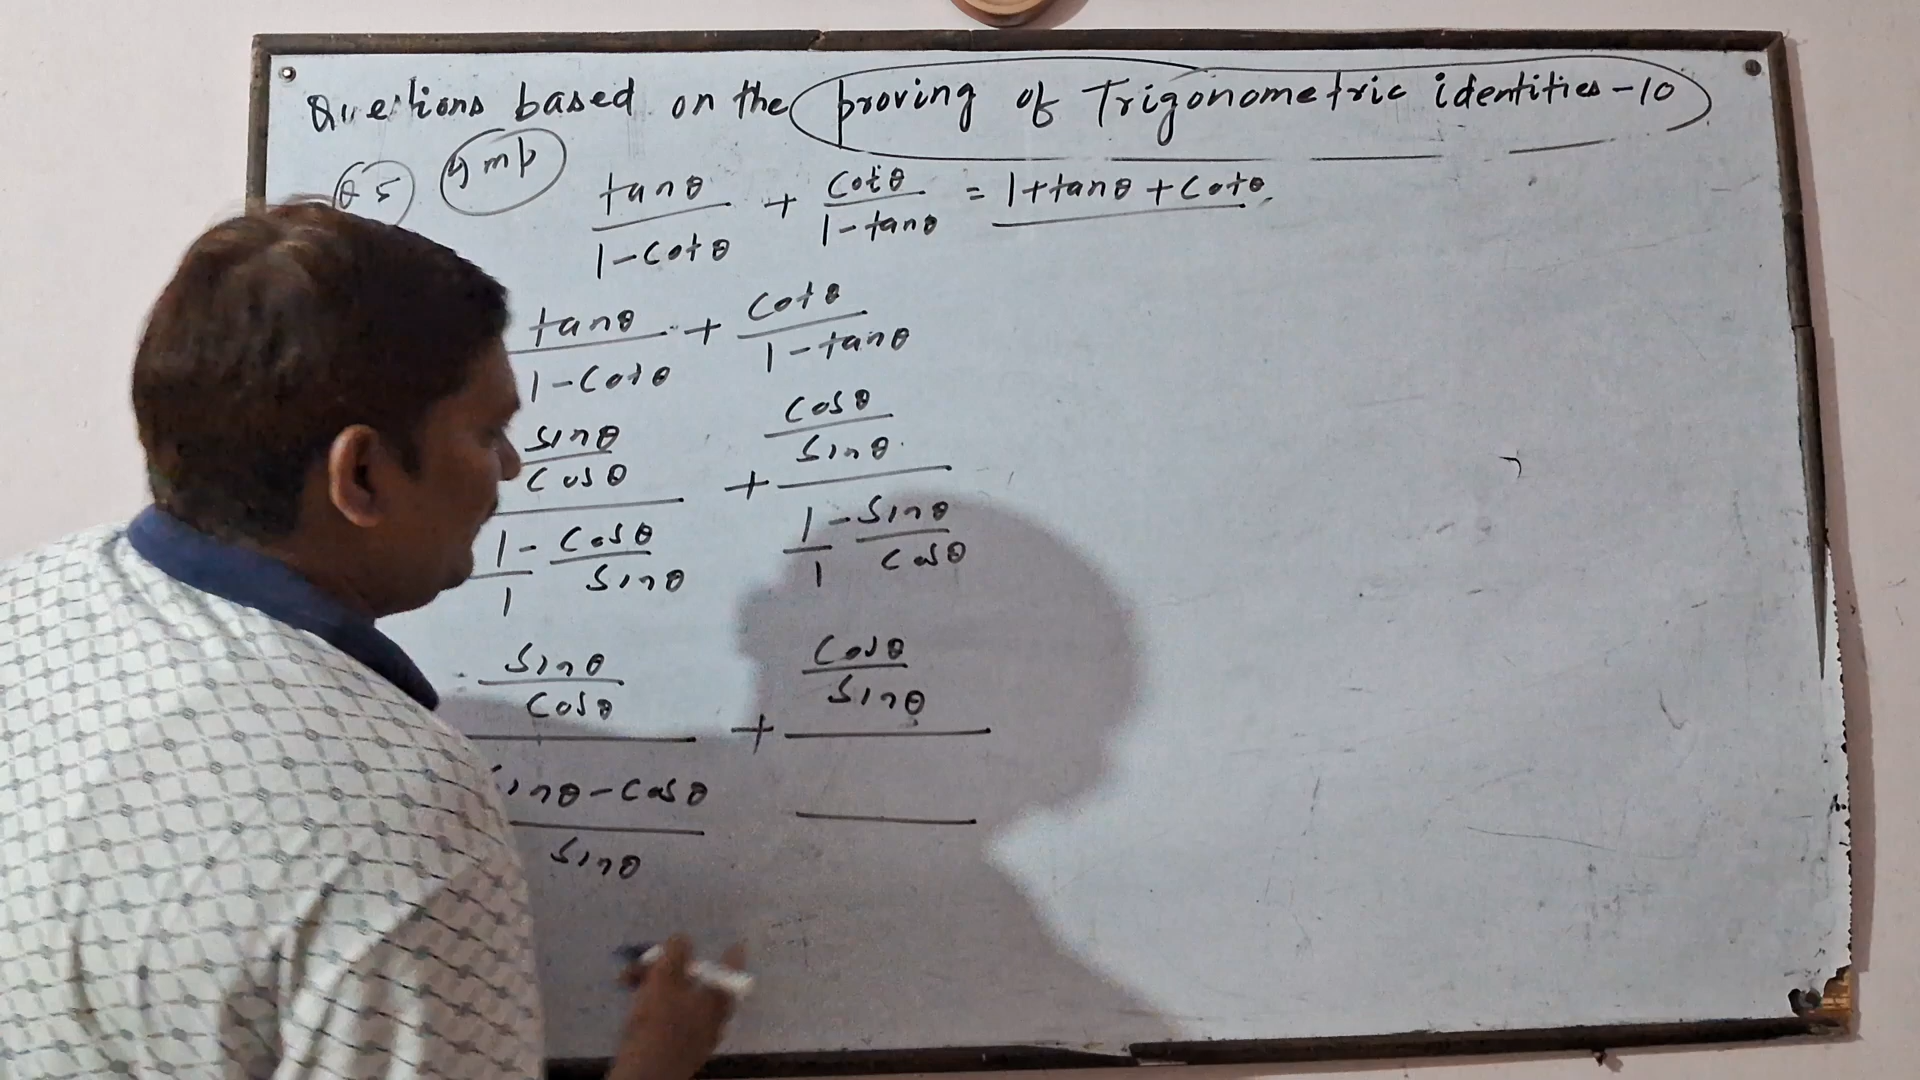 Questions based on the proving of Trigonometric identities-10
Q5 Imp tanθ/1-cotθ + cotθ/1-tanθ = 1+tanθ+cotθ
tanθ/1-cotθ + cotθ/1-tanθ
sinθ/cosθ + cosθ/sinθ
1/1 - cosθ/sinθ 1/1 - sinθ/cosθ
sinθ/cosθ + cosθ/sinθ
sinθ-cosθ
sinθ